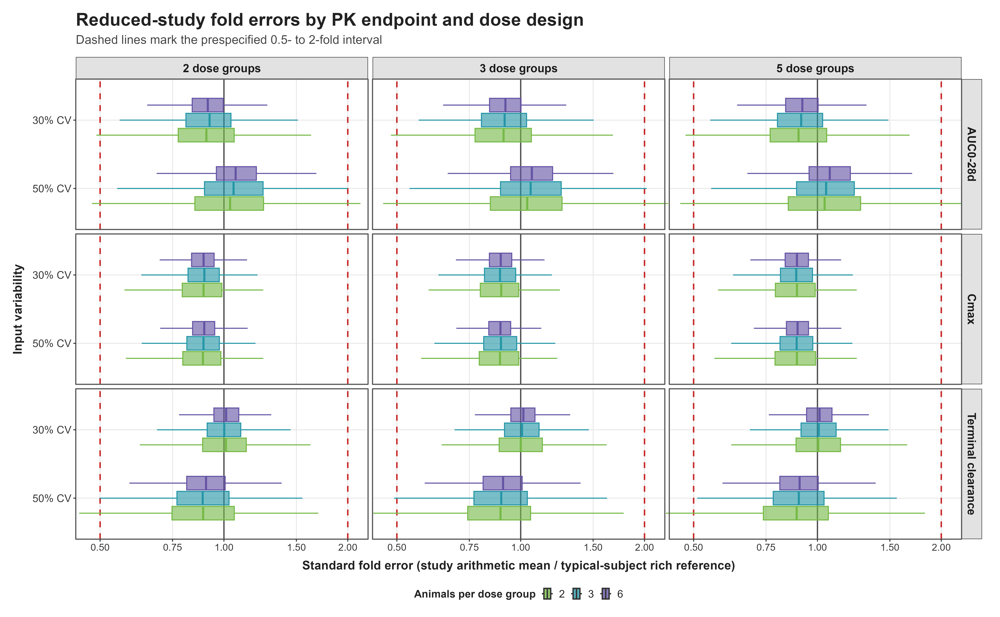 Reduced-study fold errors by PK endpoint and dose design
Dashed lines mark the prespecified 0.5- to 2-fold interval
2 dose groups
3 dose groups
5 dose groups
Input variability
30% CV
50% CV
AUC0-28d
30% CV
50% CV
Cmax
30% CV
50% CV
Terminal clearance
0.50 0.75 1.00 1.50 2.00
0.50 0.75 1.00 1.50 2.00
0.50 0.75 1.00 1.50 2.00
Standard fold error (study arithmetic mean / typical-subject rich reference)
Animals per dose group 2 3 6